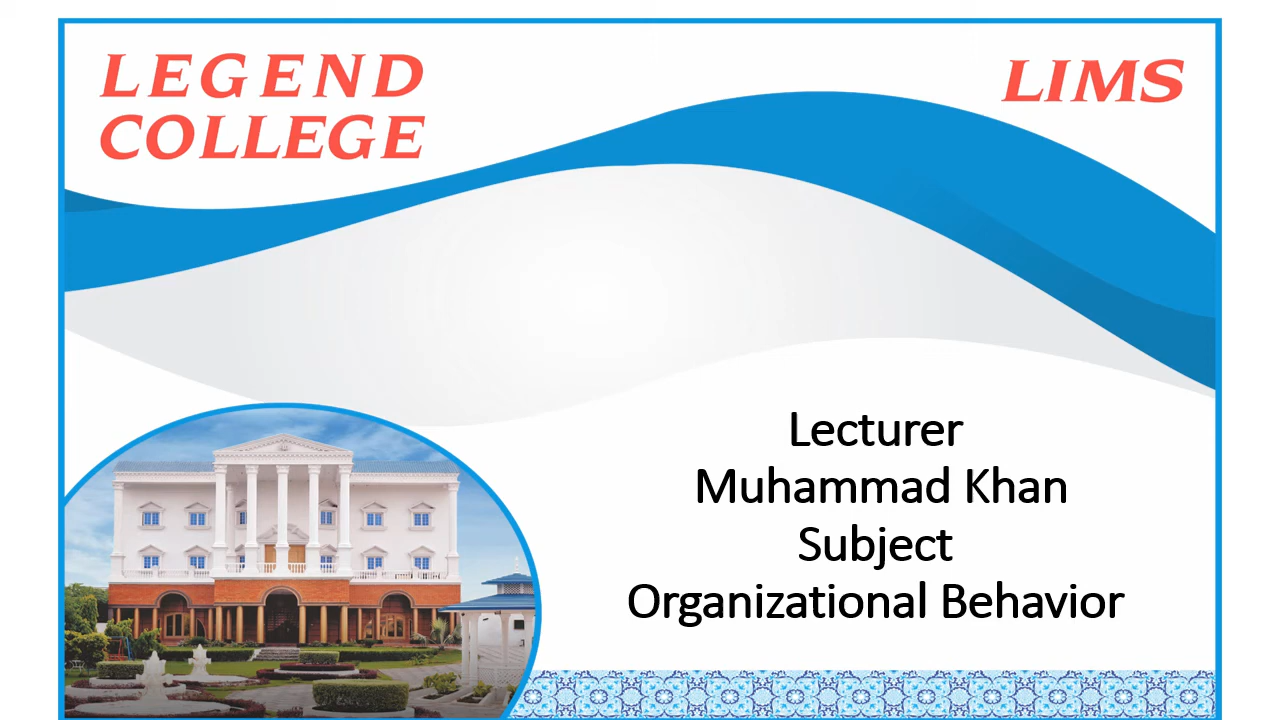 LEGEND
COLLEGE
LIMS
Lecturer
Muhammad Khan
Subject
Organizational Behavior